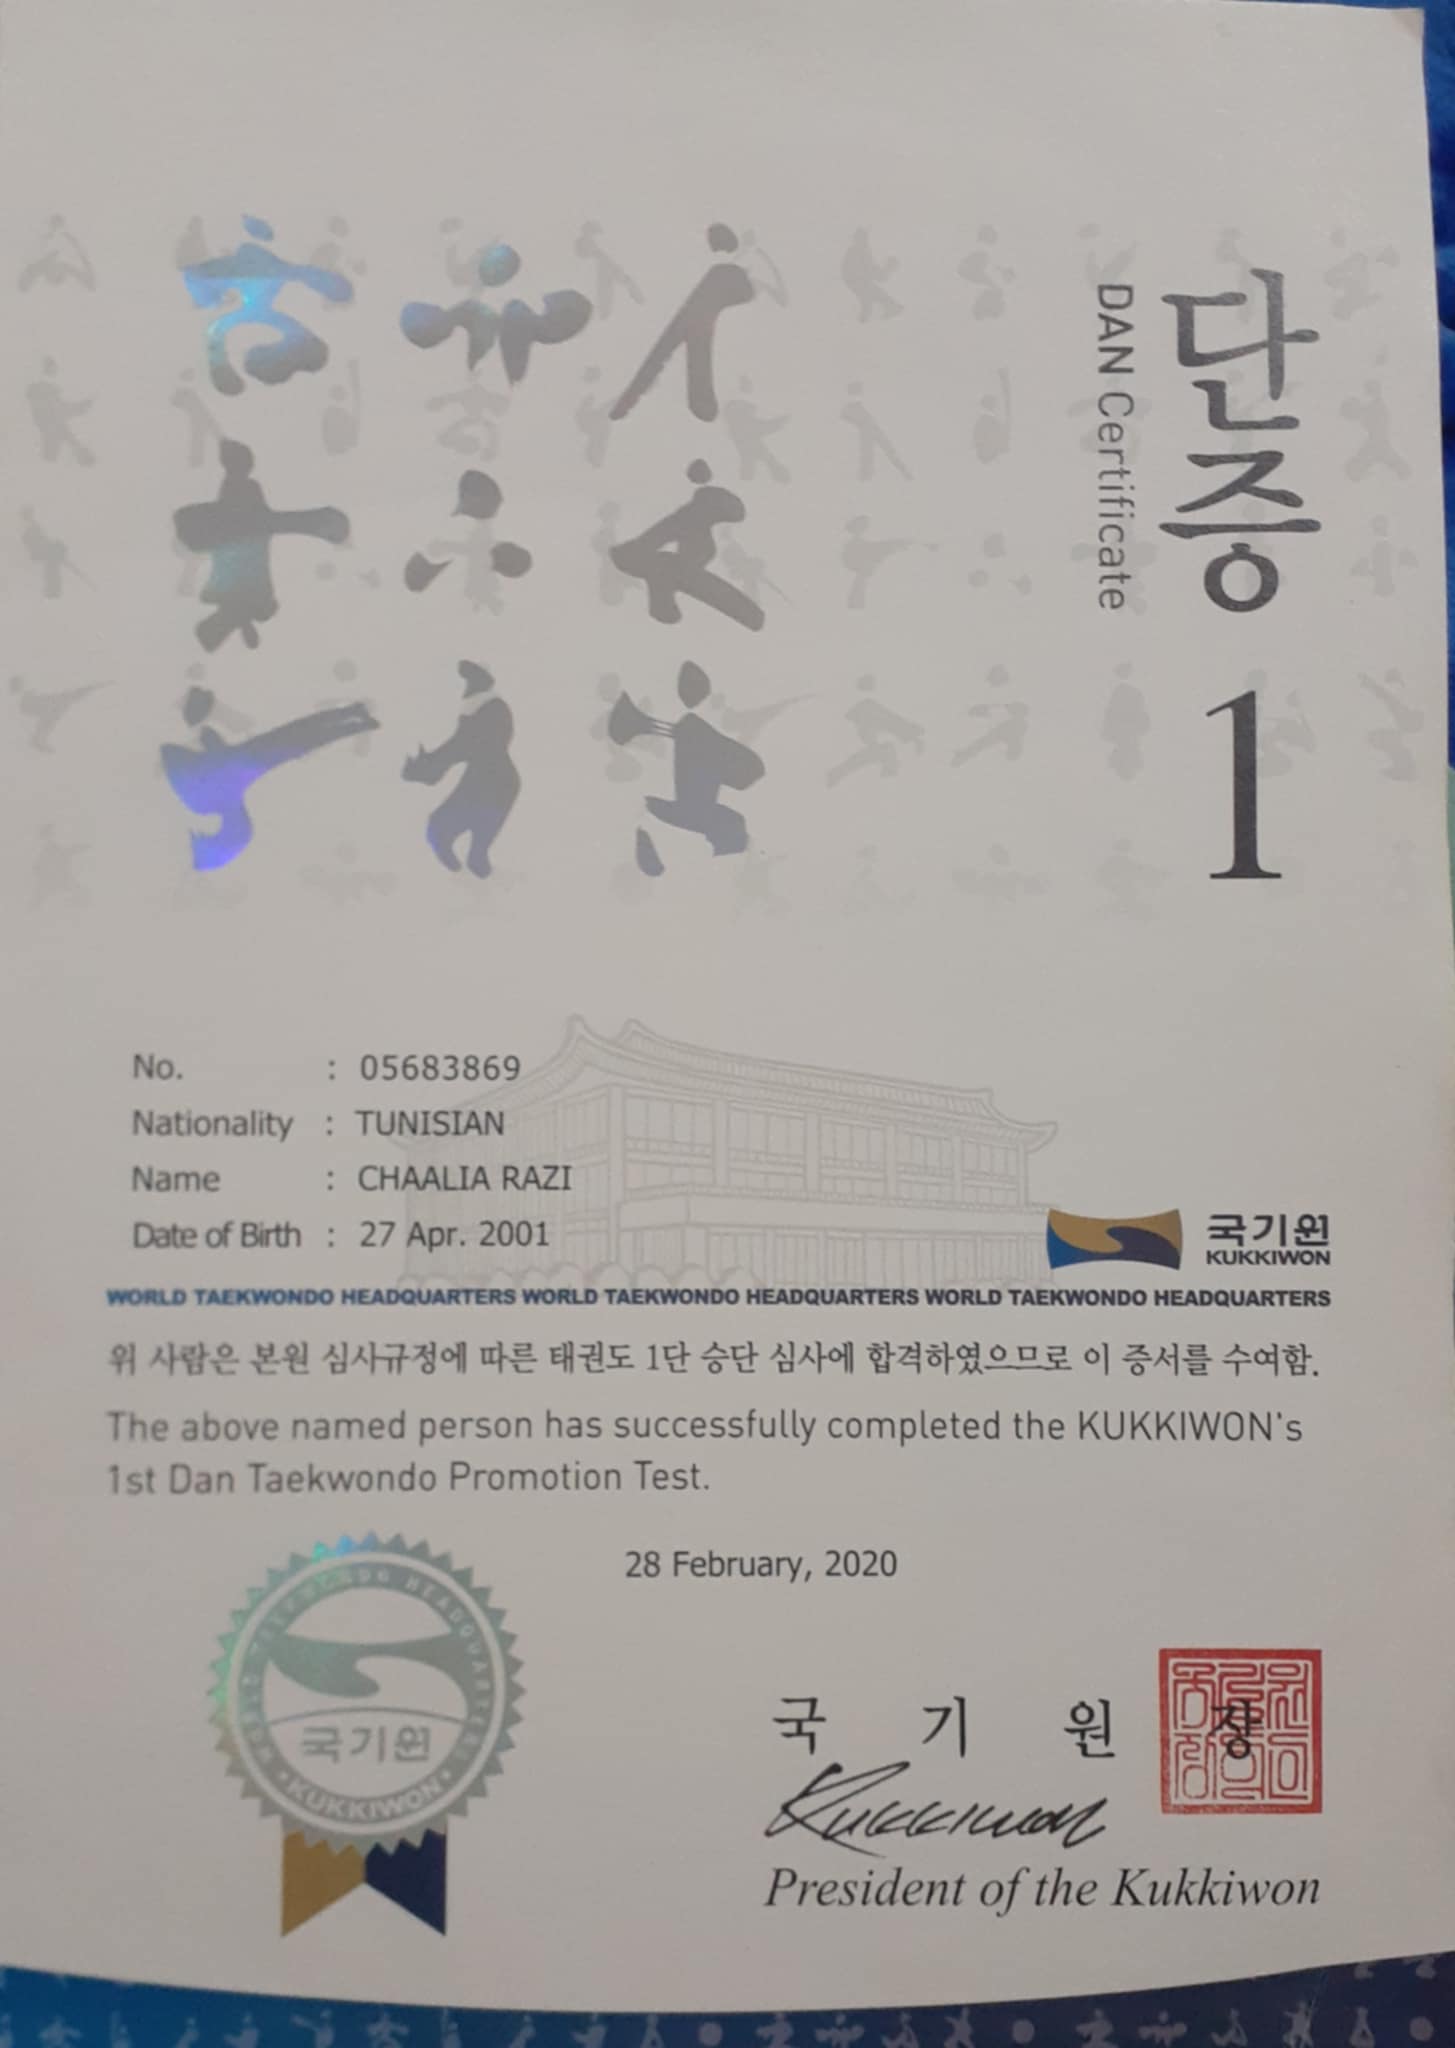 단증 1
DAN Certificate
No. : 05683869
Nationality : TUNISIAN
Name : CHAALIA RAZI
Date of Birth : 27 Apr. 2001
국기원
KUKKIWON
WORLD TAEKWONDO HEADQUARTERS WORLD TAEKWONDO HEADQUARTERS WORLD TAEKWONDO HEADQUARTERS
위 사람은 본원 심사규정에 따른 태권도 1단 승단 심사에 합격하였으므로 이 증서를 수여함.
The above named person has successfully completed the KUKKIWON's
1st Dan Taekwondo Promotion Test.
28 February, 2020
WORLD TAEKWONDO HEADQUARTERS
국기원
• KUKKIWON •
국 기 원 장
Kukkiwon
President of the Kukkiwon